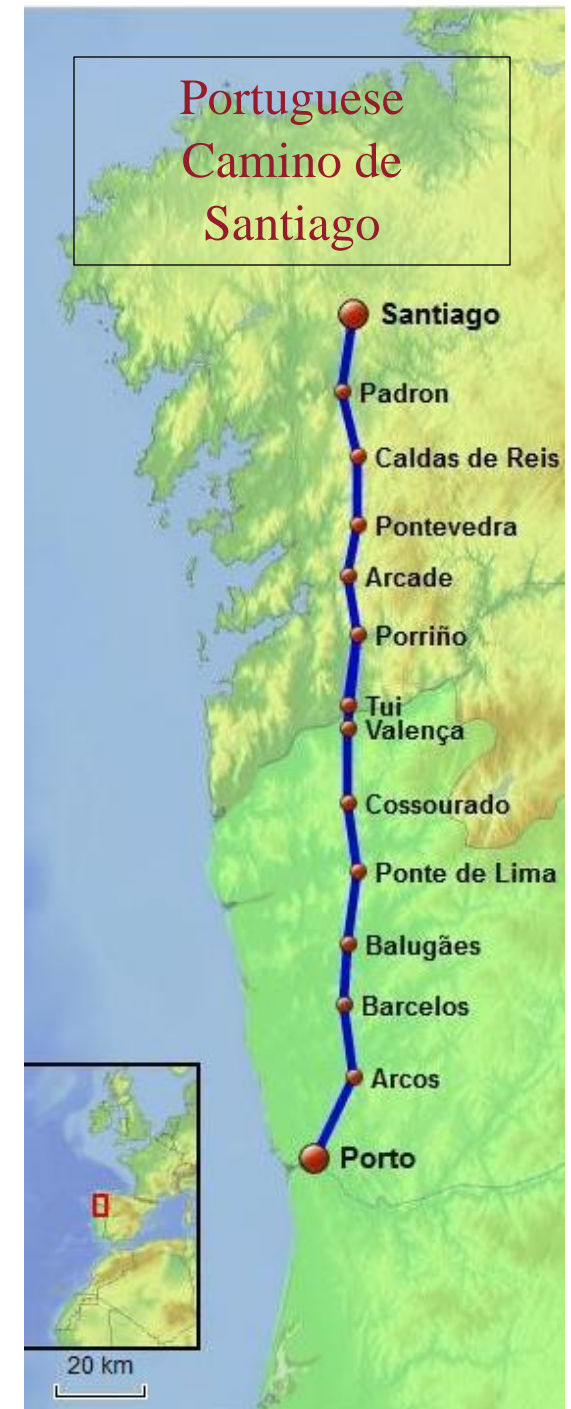 Portuguese
Camino de
Santiago
Santiago
Padron
Caldas de Reis
Pontevedra
Arcade
Porriño
Tui
Valença
Cossourado
Ponte de Lima
Balugães
Barcelos
Arcos
Porto
20 km